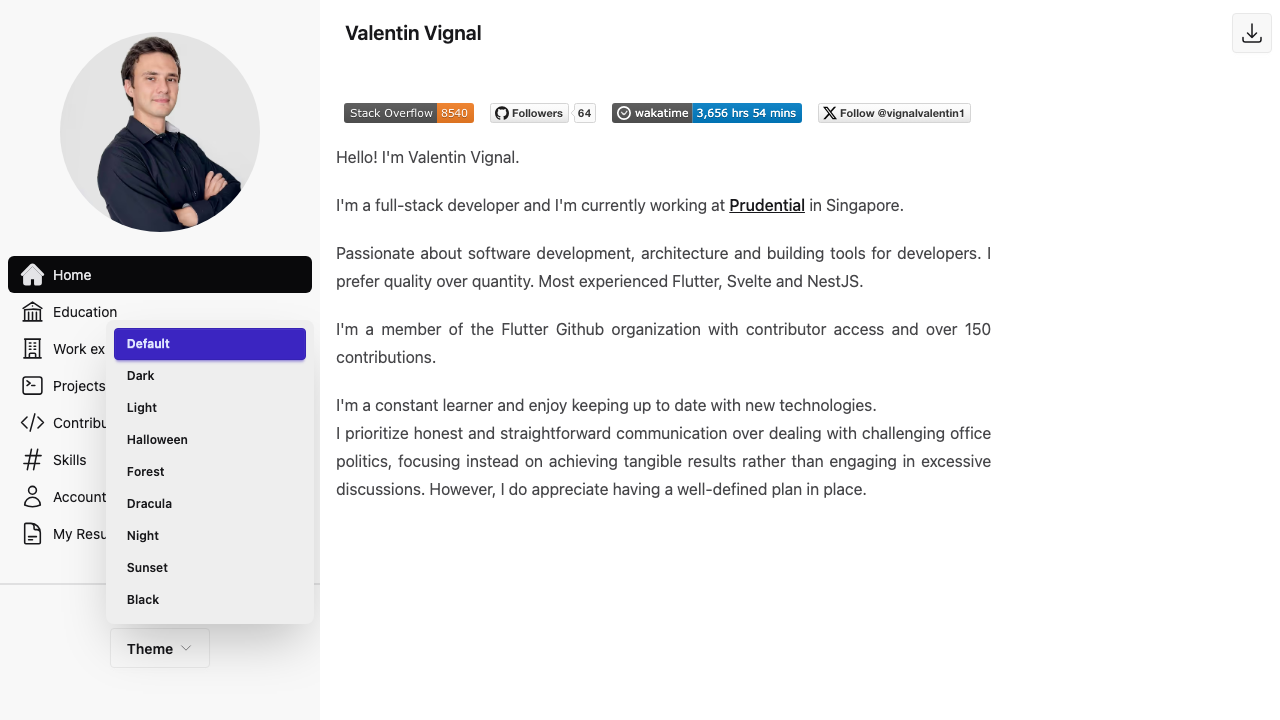 Valentin Vignal
Stack Overflow 8540
Followers 64
wakatime 3,656 hrs 54 mins
Follow @vignalvalentin1
Hello! I'm Valentin Vignal.
I'm a full-stack developer and I'm currently working at Prudential in Singapore.
Passionate about software development, architecture and building tools for developers. I
prefer quality over quantity. Most experienced Flutter, Svelte and NestJS.
I'm a member of the Flutter Github organization with contributor access and over 150
contributions.
I'm a constant learner and enjoy keeping up to date with new technologies.
I prioritize honest and straightforward communication over dealing with challenging office
politics, focusing instead on achieving tangible results rather than engaging in excessive
discussions. However, I do appreciate having a well-defined plan in place.
Home
Education
Work ex
Projects
Contribu
Skills
Account
My Resu
Default
Dark
Light
Halloween
Forest
Dracula
Night
Sunset
Black
Theme